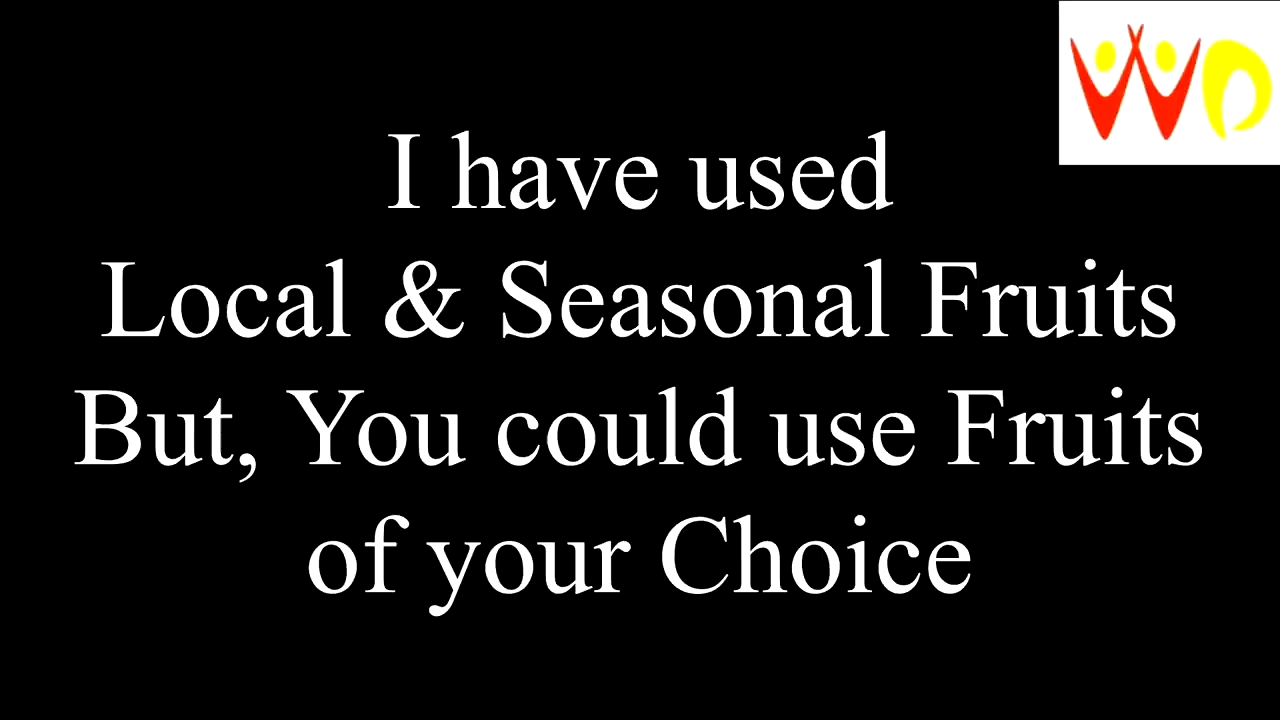 I have used
Local & Seasonal Fruits
But, You could use Fruits
of your Choice